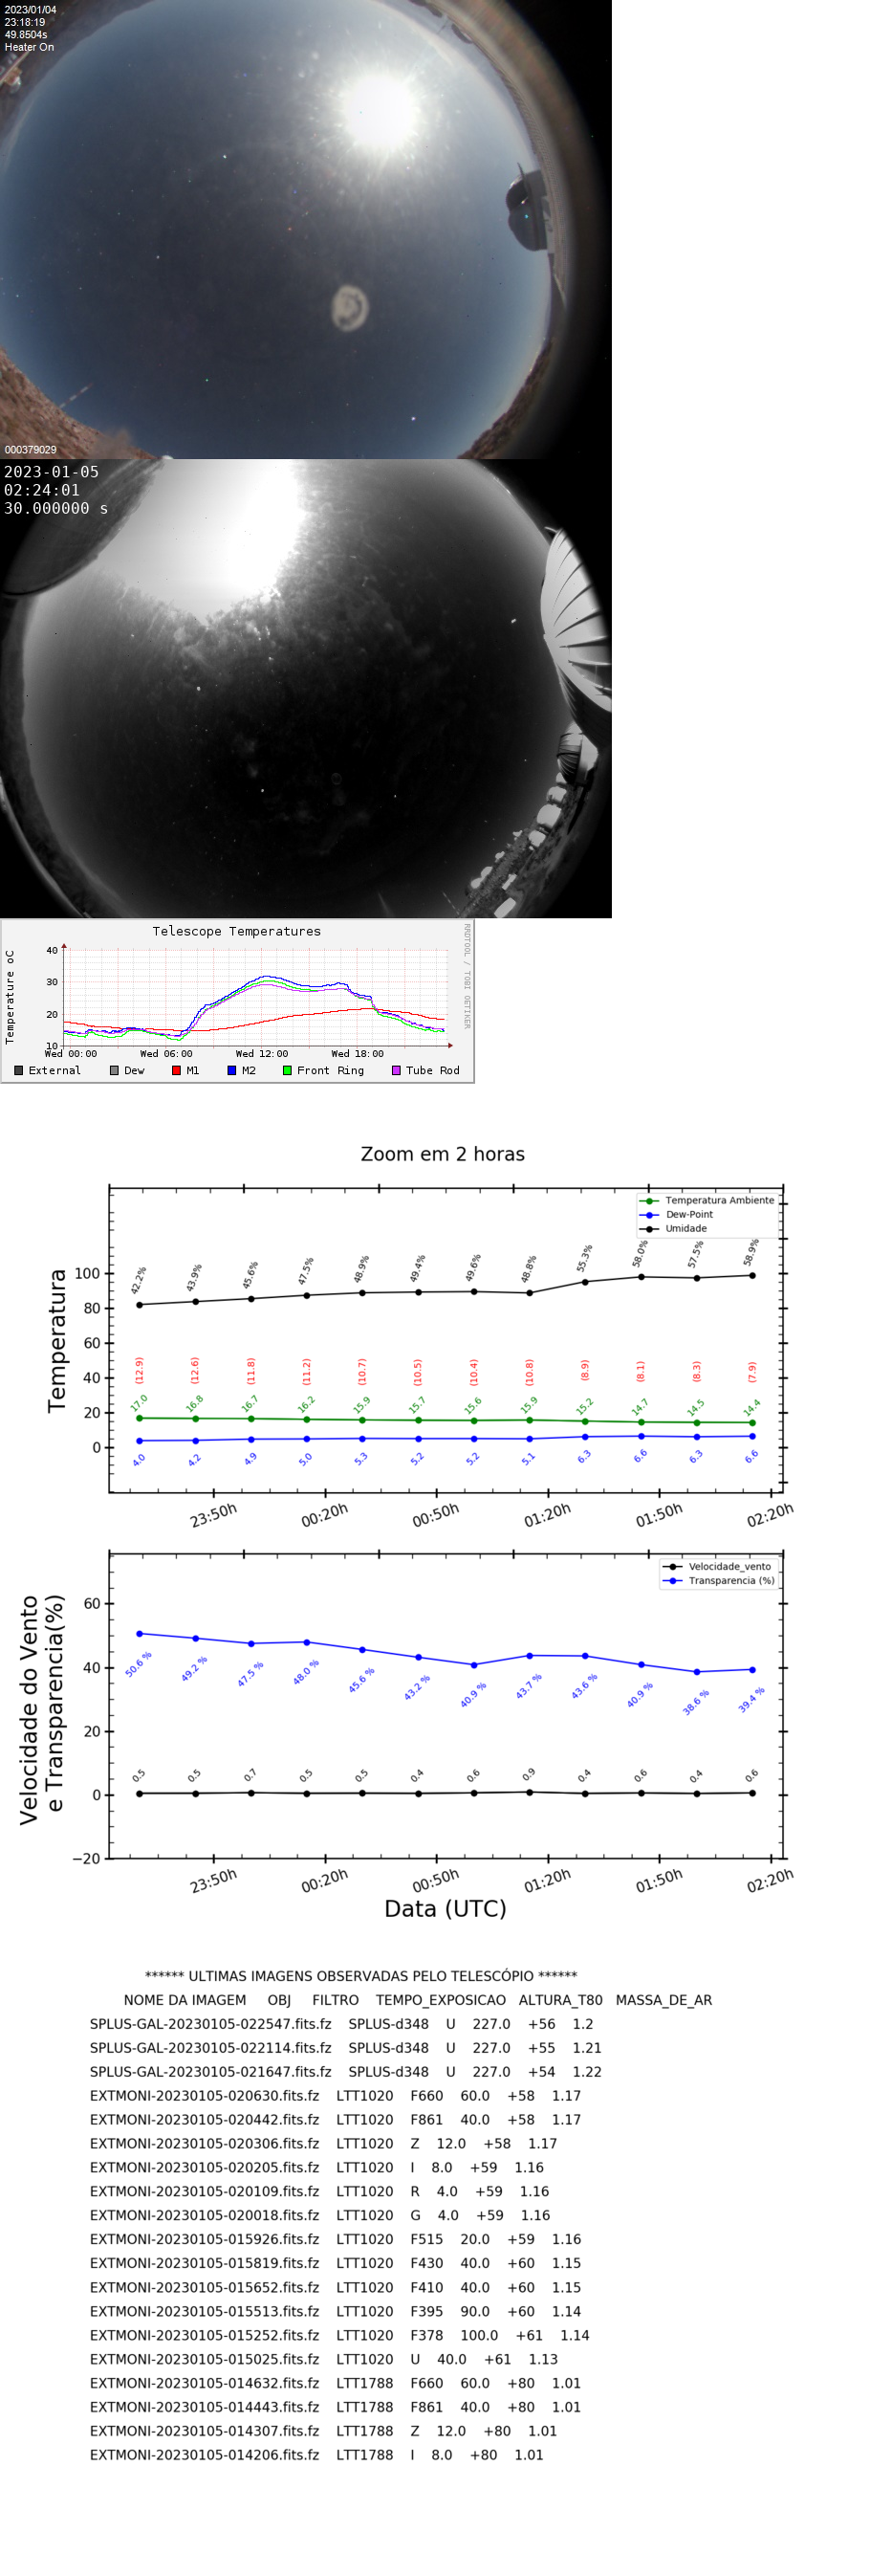 2023/01/04
23:18:19
49.8504s
Heater On
000379029
2023-01-05
02:24:01
30.000000 s
Telescope Temperatures
RRDTOOL / TOBI OETIKER
Temperature oC
40
30
20
10
Wed 00:00 Wed 06:00 Wed 12:00 Wed 18:00
External Dew M1 M2 Front Ring Tube Rod
Zoom em 2 horas
Temperatura Ambiente
Dew-Point
Umidade
Temperatura
100
80
60
40
20
0
42.2% 43.9% 45.6% 47.5% 48.9% 49.4% 49.6% 48.8% 55.3% 58.0% 57.5% 58.9%
(12.9) (12.6) (11.8) (11.2) (10.7) (10.5) (10.4) (10.8) (8.9) (8.1) (8.3) (7.9)
17.0 16.8 16.7 16.2 15.9 15.7 15.6 15.9 15.2 14.7 14.5 14.4
4.0 4.2 4.9 5.0 5.3 5.2 5.2 5.1 6.3 6.6 6.3 6.6
23:50h 00:20h 00:50h 01:20h 01:50h 02:20h
Velocidade_vento
Transparencia (%)
Velocidade do Vento
e Transparencia(%)
60
40
20
0
−20
50.6 % 49.2 % 47.5 % 48.0 % 45.6 % 43.2 % 40.9 % 43.7 % 43.6 % 40.9 % 38.6 % 39.4 %
0.5 0.5 0.7 0.5 0.5 0.4 0.6 0.9 0.4 0.6 0.4 0.6
23:50h 00:20h 00:50h 01:20h 01:50h 02:20h
Data (UTC)
****** ULTIMAS IMAGENS OBSERVADAS PELO TELESCÓPIO ******
NOME DA IMAGEM OBJ FILTRO TEMPO_EXPOSICAO ALTURA_T80 MASSA_DE_AR
SPLUS-GAL-20230105-022547.fits.fz SPLUS-d348 U 227.0 +56 1.2
SPLUS-GAL-20230105-022114.fits.fz SPLUS-d348 U 227.0 +55 1.21
SPLUS-GAL-20230105-021647.fits.fz SPLUS-d348 U 227.0 +54 1.22
EXTMONI-20230105-020630.fits.fz LTT1020 F660 60.0 +58 1.17
EXTMONI-20230105-020442.fits.fz LTT1020 F861 40.0 +58 1.17
EXTMONI-20230105-020306.fits.fz LTT1020 Z 12.0 +58 1.17
EXTMONI-20230105-020205.fits.fz LTT1020 I 8.0 +59 1.16
EXTMONI-20230105-020109.fits.fz LTT1020 R 4.0 +59 1.16
EXTMONI-20230105-020018.fits.fz LTT1020 G 4.0 +59 1.16
EXTMONI-20230105-015926.fits.fz LTT1020 F515 20.0 +59 1.16
EXTMONI-20230105-015819.fits.fz LTT1020 F430 40.0 +60 1.15
EXTMONI-20230105-015652.fits.fz LTT1020 F410 40.0 +60 1.15
EXTMONI-20230105-015513.fits.fz LTT1020 F395 90.0 +60 1.14
EXTMONI-20230105-015252.fits.fz LTT1020 F378 100.0 +61 1.14
EXTMONI-20230105-015025.fits.fz LTT1020 U 40.0 +61 1.13
EXTMONI-20230105-014632.fits.fz LTT1788 F660 60.0 +80 1.01
EXTMONI-20230105-014443.fits.fz LTT1788 F861 40.0 +80 1.01
EXTMONI-20230105-014307.fits.fz LTT1788 Z 12.0 +80 1.01
EXTMONI-20230105-014206.fits.fz LTT1788 I 8.0 +80 1.01